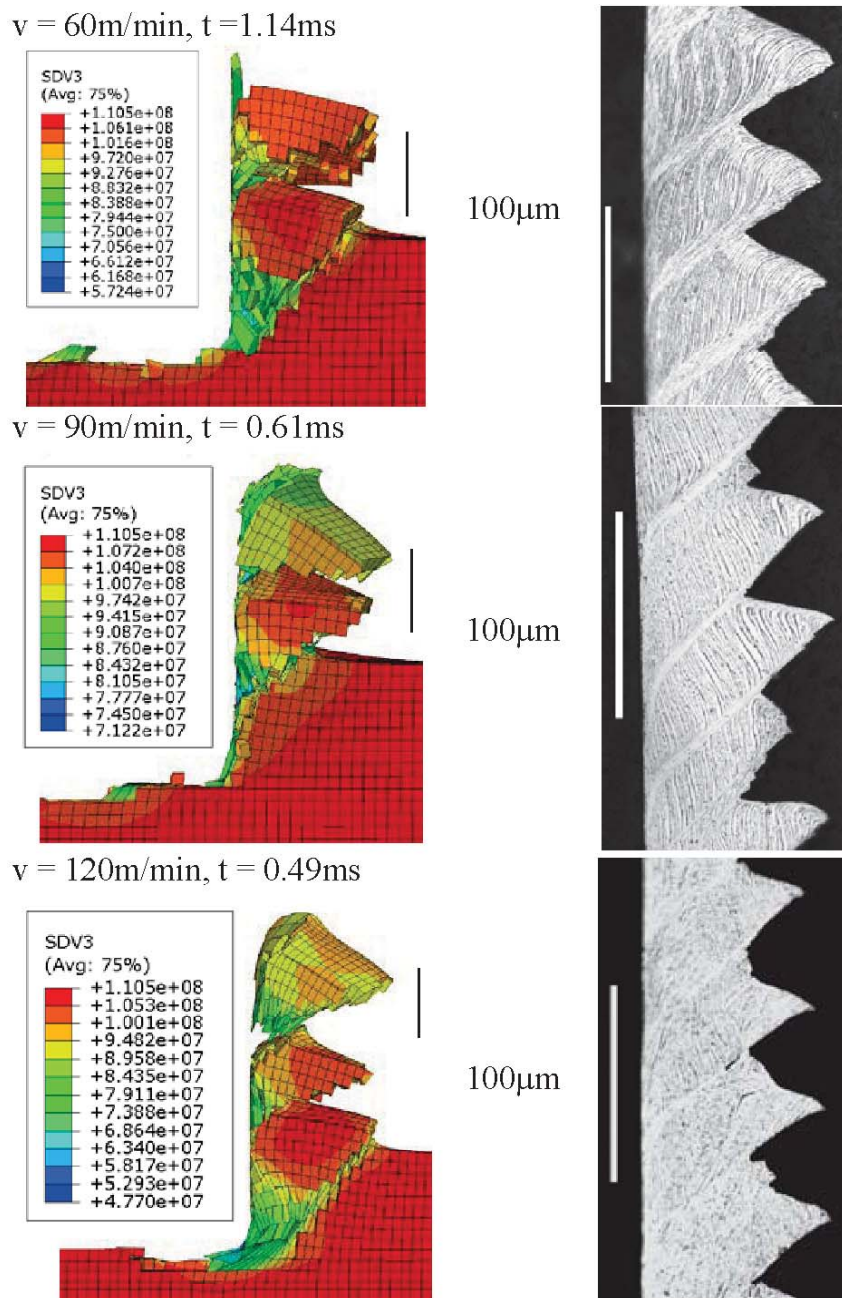 v = 60m/min, t =1.14ms
SDV3
(Avg: 75%)
+1.105e+08
+1.061e+08
+1.016e+08
+9.720e+07
+9.276e+07
+8.832e+07
+8.388e+07
+7.944e+07
+7.500e+07
+7.056e+07
+6.612e+07
+6.168e+07
+5.724e+07
100μm
v = 90m/min, t = 0.61ms
SDV3
(Avg: 75%)
+1.105e+08
+1.072e+08
+1.040e+08
+1.007e+08
+9.742e+07
+9.415e+07
+9.087e+07
+8.760e+07
+8.432e+07
+8.105e+07
+7.777e+07
+7.450e+07
+7.122e+07
100μm
v = 120m/min, t = 0.49ms
SDV3
(Avg: 75%)
+1.105e+08
+1.053e+08
+1.001e+08
+9.482e+07
+8.958e+07
+8.435e+07
+7.911e+07
+7.388e+07
+6.864e+07
+6.340e+07
+5.817e+07
+5.293e+07
+4.770e+07
100μm